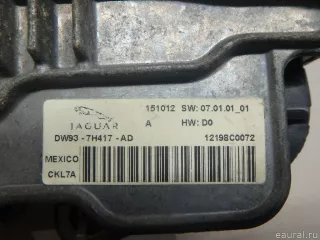 151012 SW: 07.01.01_01
JAGUAR A HW: D0
DW93 -7H417 -AD 12198C0072
MEXICO
CKL7A
© eaural.ru